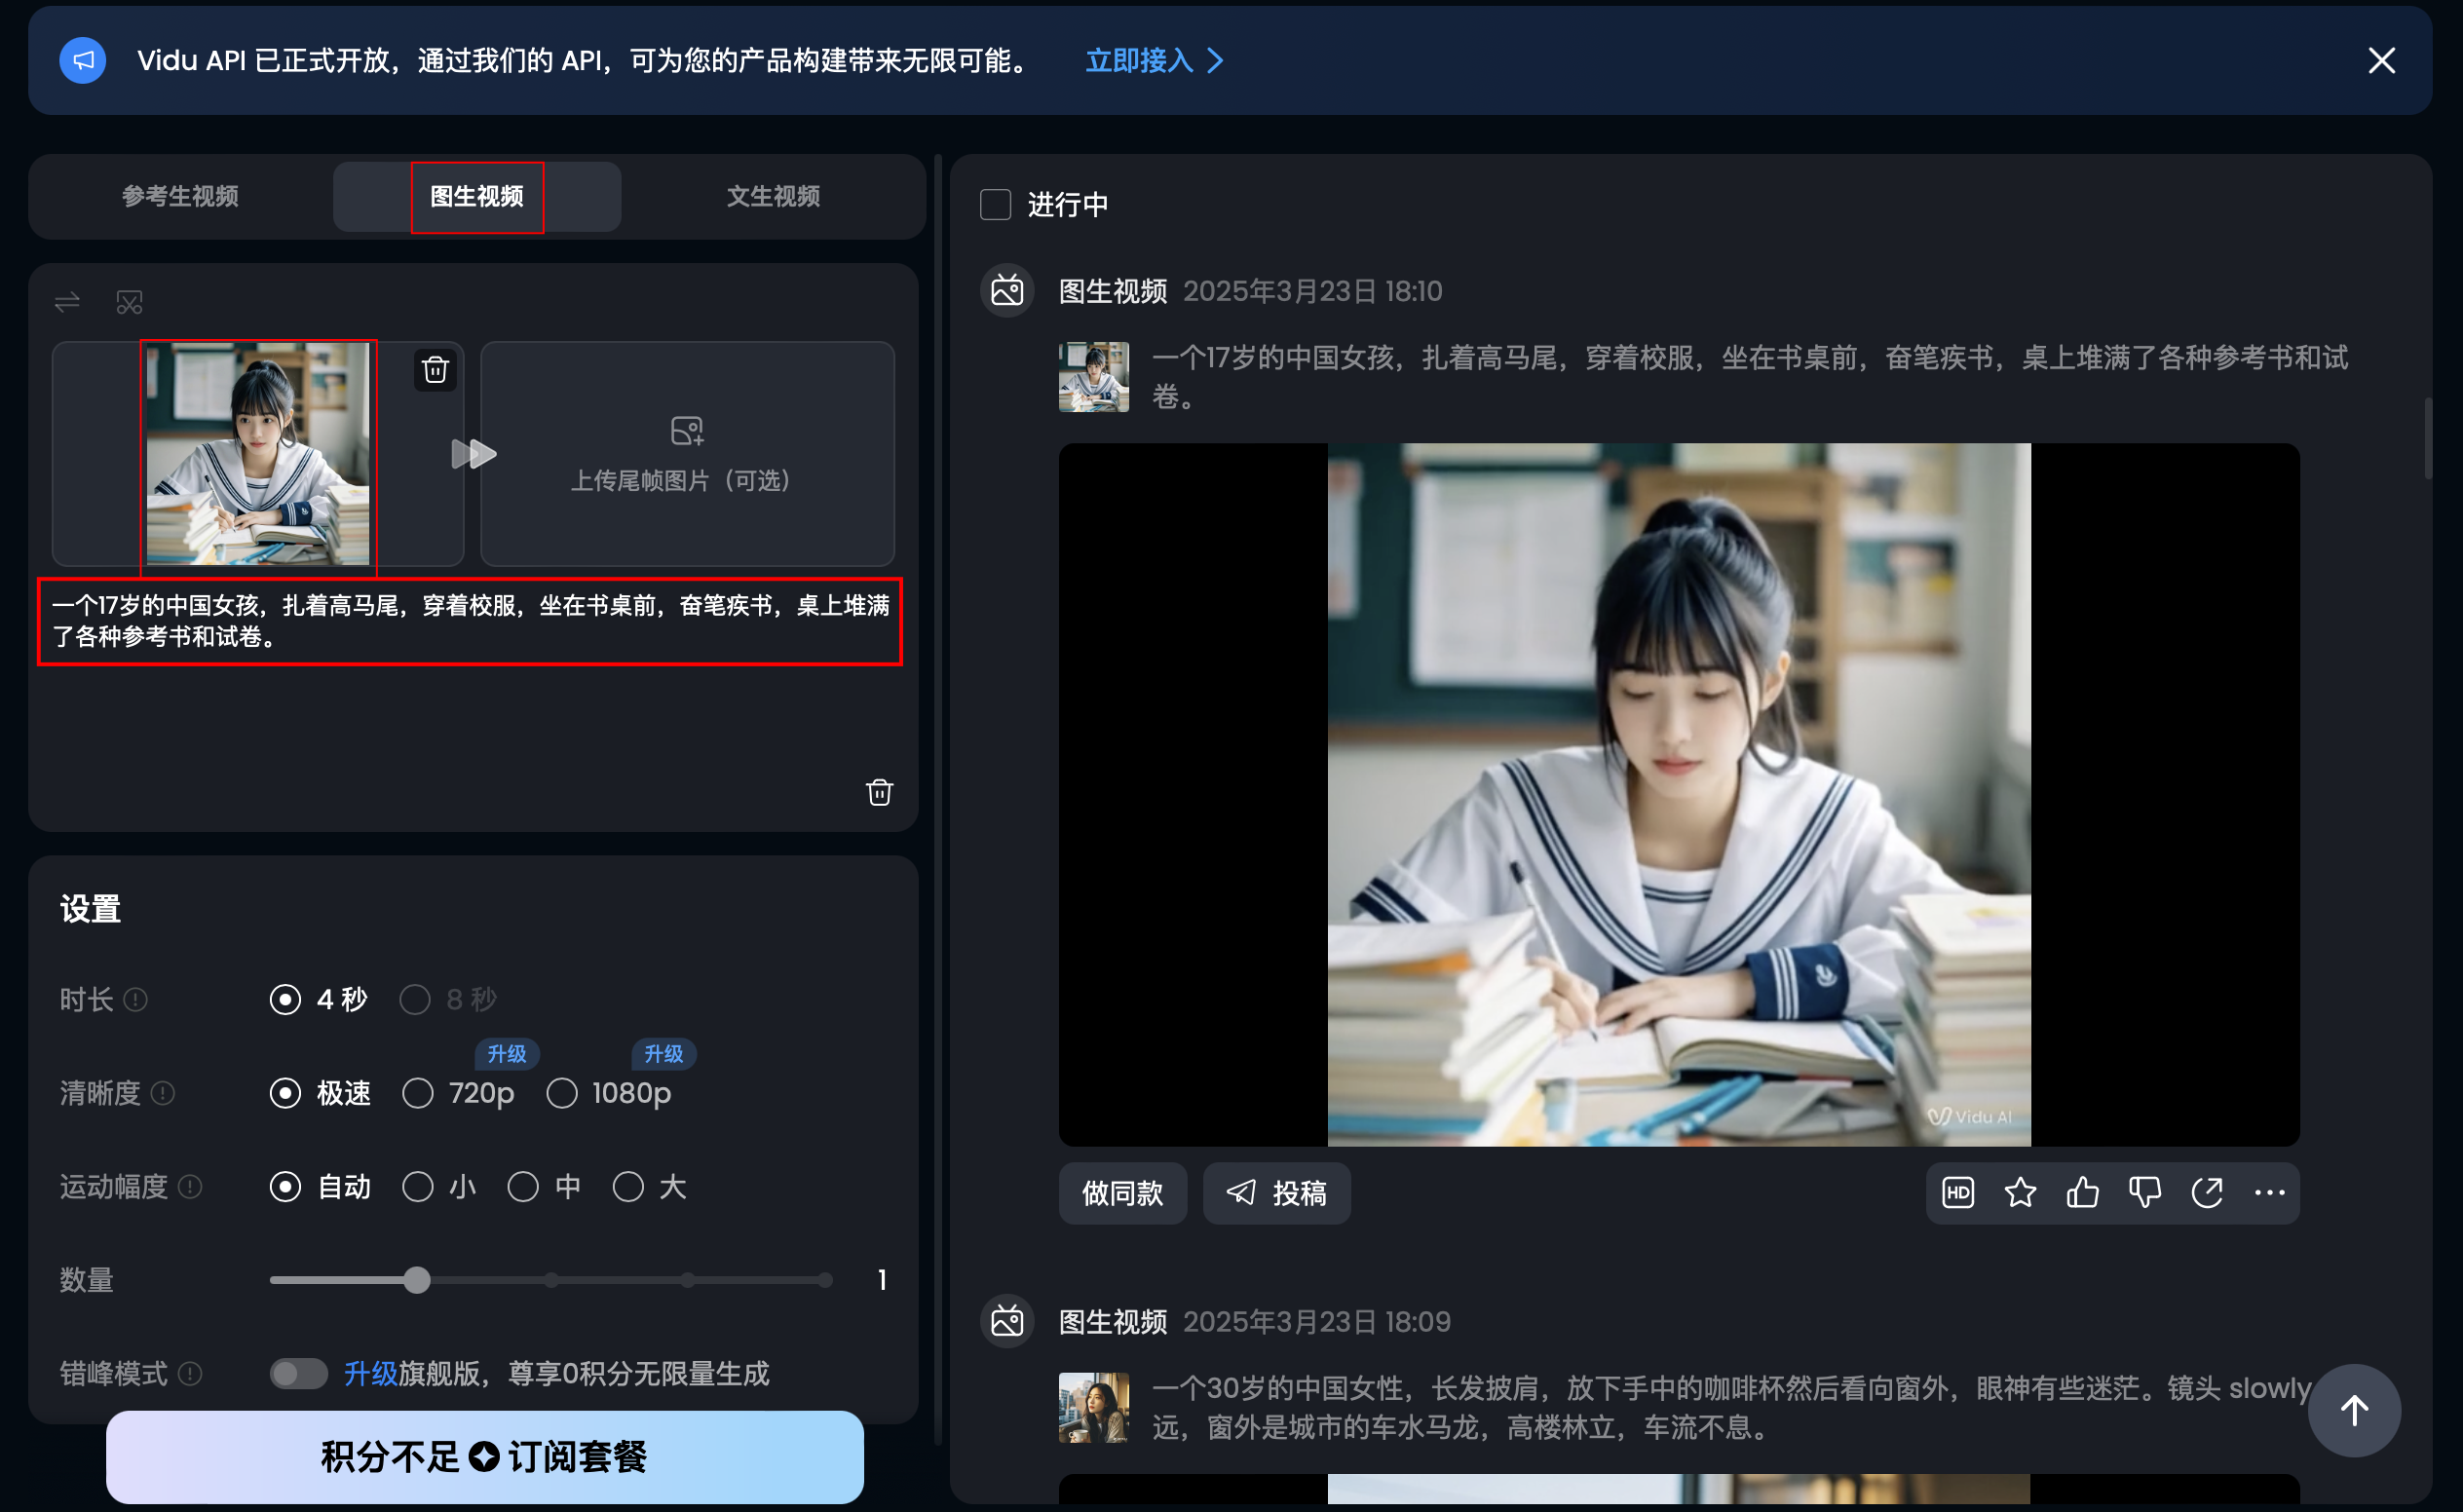 Vidu API 已正式开放，通过我们的 API，可为您的产品构建带来无限可能。 立即接入
参考生视频 图生视频 文生视频
上传尾帧图片（可选）
一个17岁的中国女孩，扎着高马尾，穿着校服，坐在书桌前，奋笔疾书，桌上堆满
了各种参考书和试卷。
设置
时长 4 秒 8 秒
升级 升级
清晰度 极速 720p 1080p
运动幅度 自动 小 中 大
数量 1
错峰模式 升级旗舰版，尊享0积分无限量生成
积分不足 订阅套餐
进行中
图生视频 2025年3月23日 18:10
一个17岁的中国女孩，扎着高马尾，穿着校服，坐在书桌前，奋笔疾书，桌上堆满了各种参考书和试
卷。
Vidu AI
做同款 投稿 HD
图生视频 2025年3月23日 18:09
一个30岁的中国女性，长发披肩，放下手中的咖啡杯然后看向窗外，眼神有些迷茫。镜头 slowly
远，窗外是城市的车水马龙，高楼林立，车流不息。